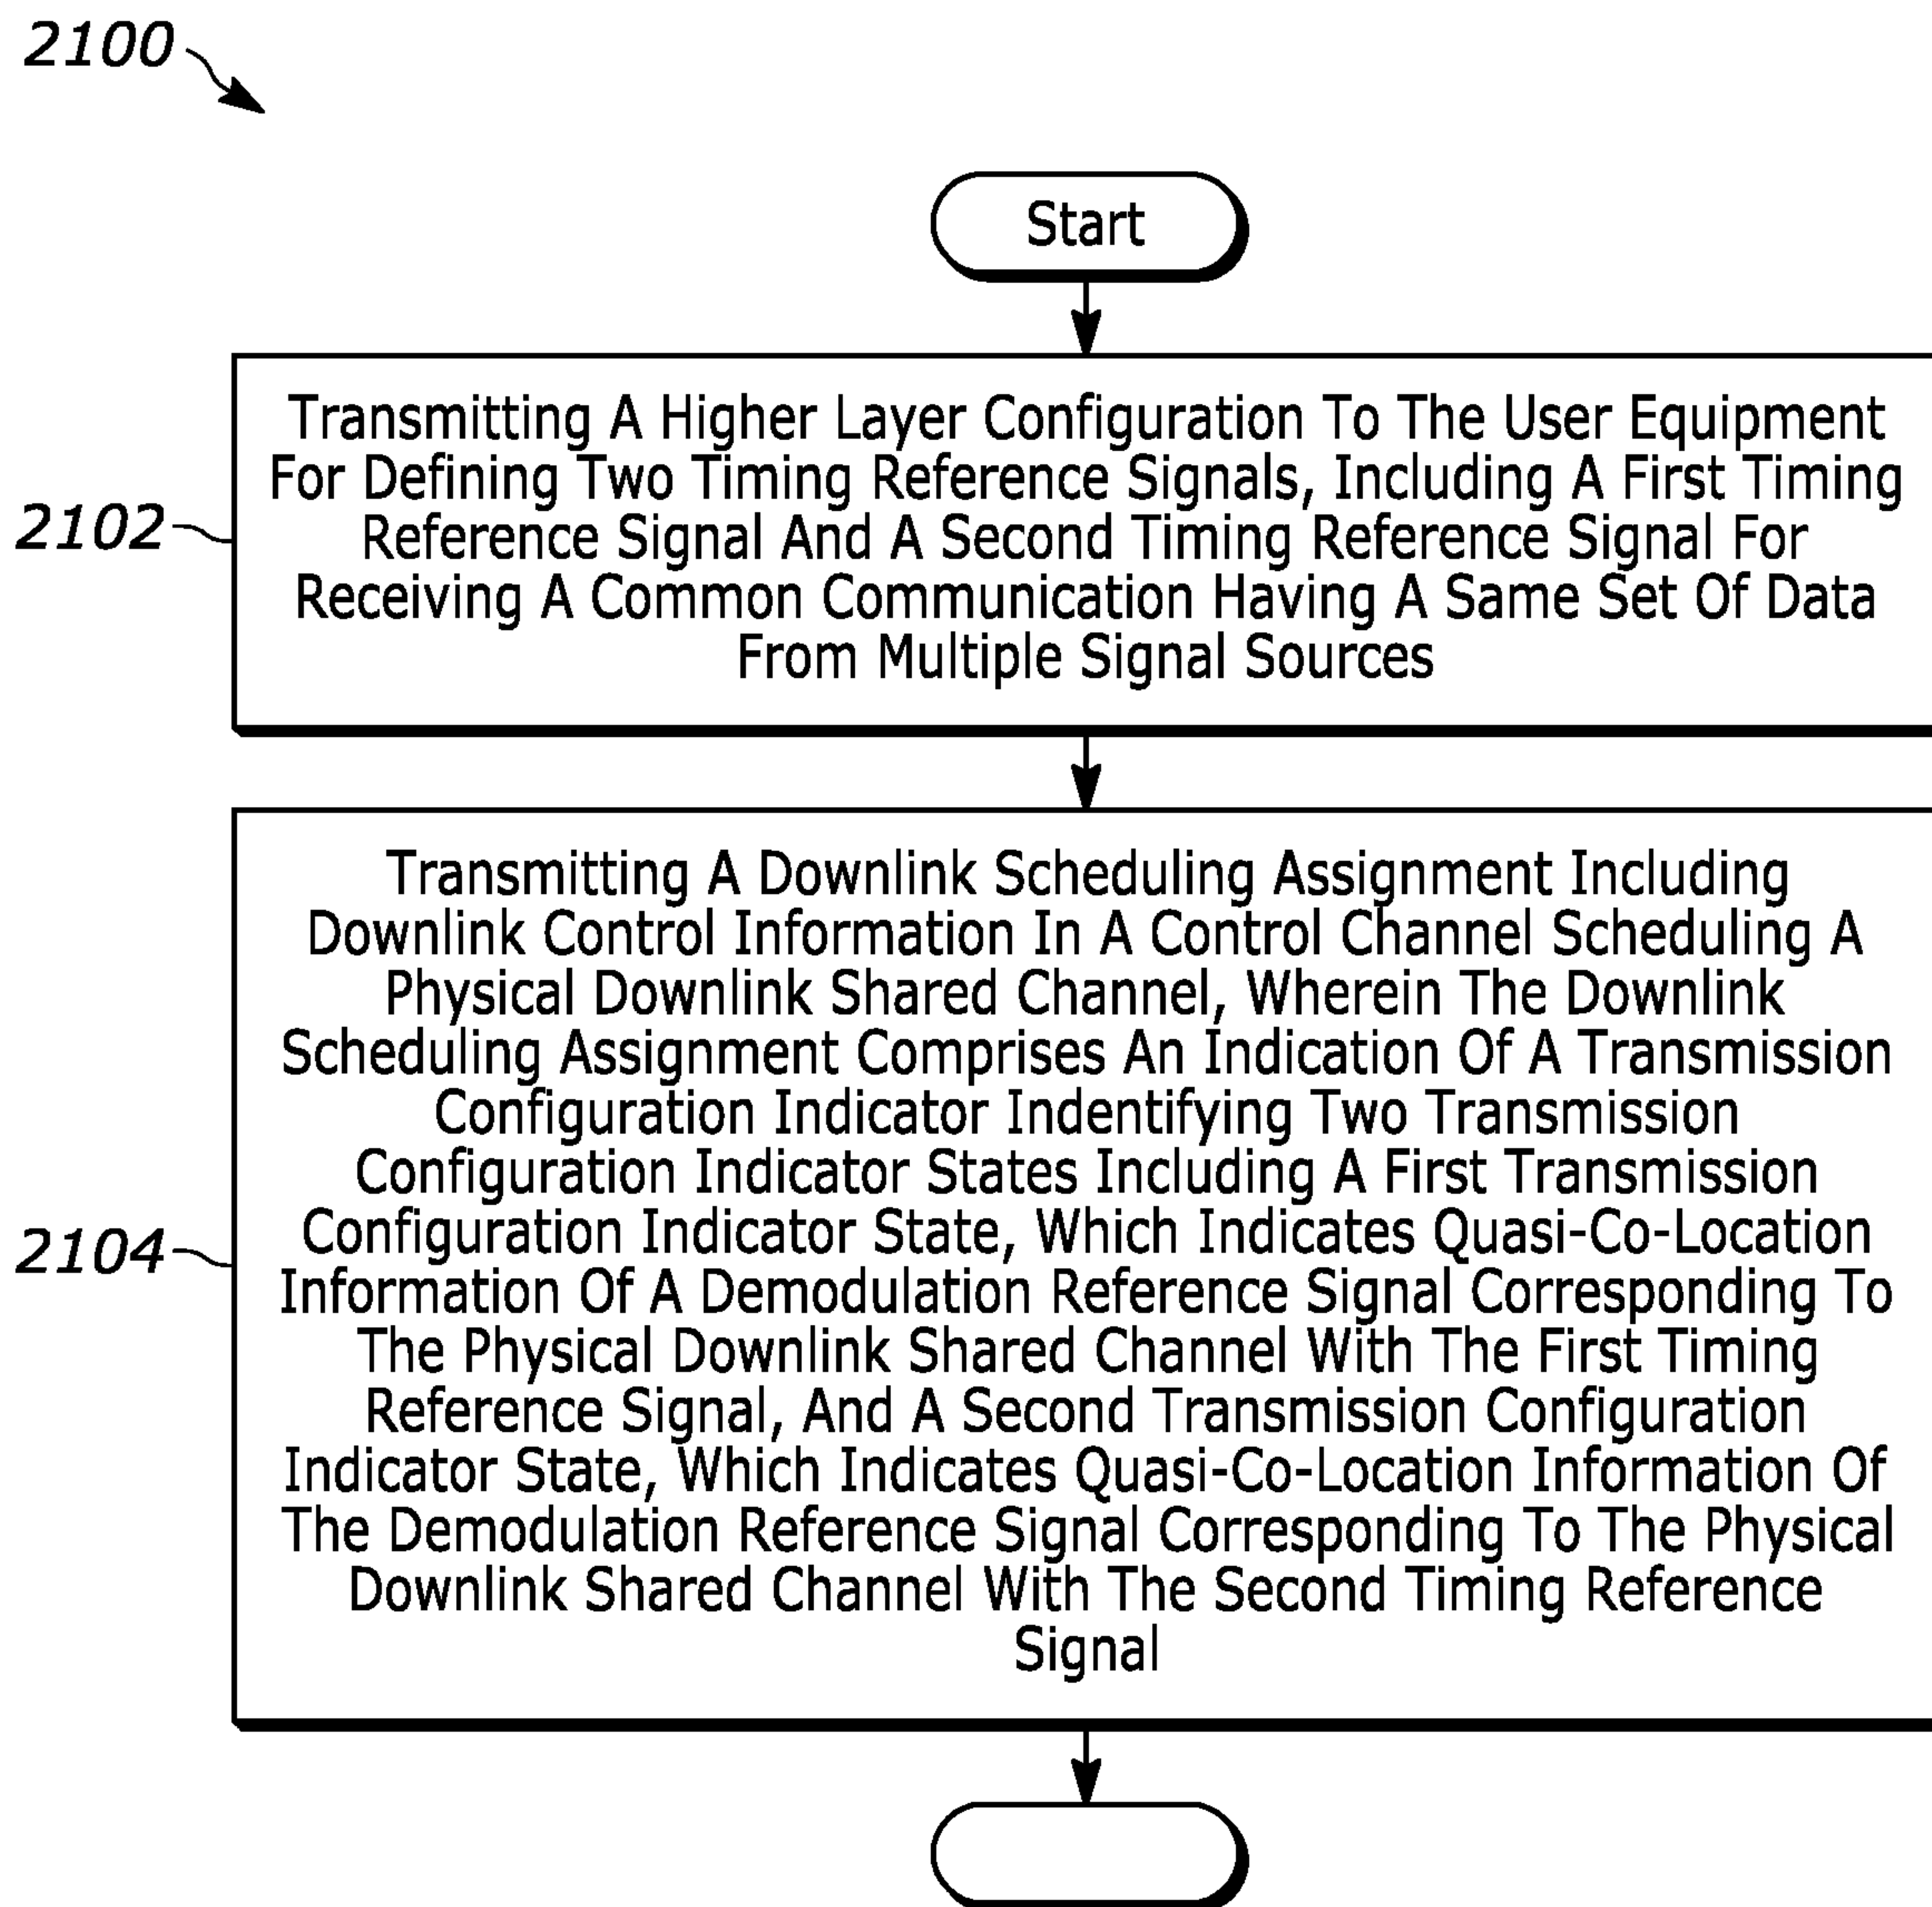 2100
Start
2102
Transmitting A Higher Layer Configuration To The User Equipment
For Defining Two Timing Reference Signals, Including A First Timing
Reference Signal And A Second Timing Reference Signal For
Receiving A Common Communication Having A Same Set Of Data
From Multiple Signal Sources
2104
Transmitting A Downlink Scheduling Assignment Including
Downlink Control Information In A Control Channel Scheduling A
Physical Downlink Shared Channel, Wherein The Downlink
Scheduling Assignment Comprises An Indication Of A Transmission
Configuration Indicator Indentifying Two Transmission
Configuration Indicator States Including A First Transmission
Configuration Indicator State, Which Indicates Quasi-Co-Location
Information Of A Demodulation Reference Signal Corresponding To
The Physical Downlink Shared Channel With The First Timing
Reference Signal, And A Second Transmission Configuration
Indicator State, Which Indicates Quasi-Co-Location Information Of
The Demodulation Reference Signal Corresponding To The Physical
Downlink Shared Channel With The Second Timing Reference
Signal